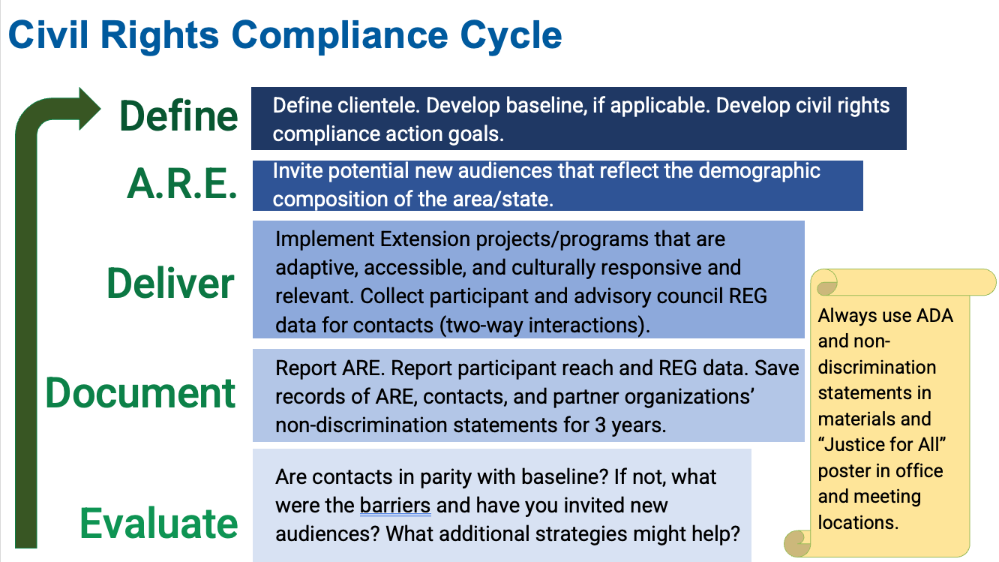 Civil Rights Compliance Cycle
Define
Define clientele. Develop baseline, if applicable. Develop civil rights
compliance action goals.
A.R.E.
Invite potential new audiences that reflect the demographic
composition of the area/state.
Deliver
Implement Extension projects/programs that are
adaptive, accessible, and culturally responsive and
relevant. Collect participant and advisory council REG
data for contacts (two-way interactions).
Document
Report ARE. Report participant reach and REG data. Save
records of ARE, contacts, and partner organizations’
non-discrimination statements for 3 years.
Evaluate
Are contacts in parity with baseline? If not, what
were the barriers and have you invited new
audiences? What additional strategies might help?
Always use ADA
and non-
discrimination
statements in
materials and
“Justice for All”
poster in office
and meeting
locations.